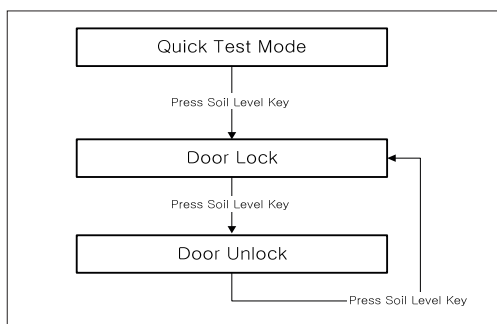 Quick Test Mode
Press Soil Level Key
Door Lock
Press Soil Level Key
Door Unlock
Press Soil Level Key